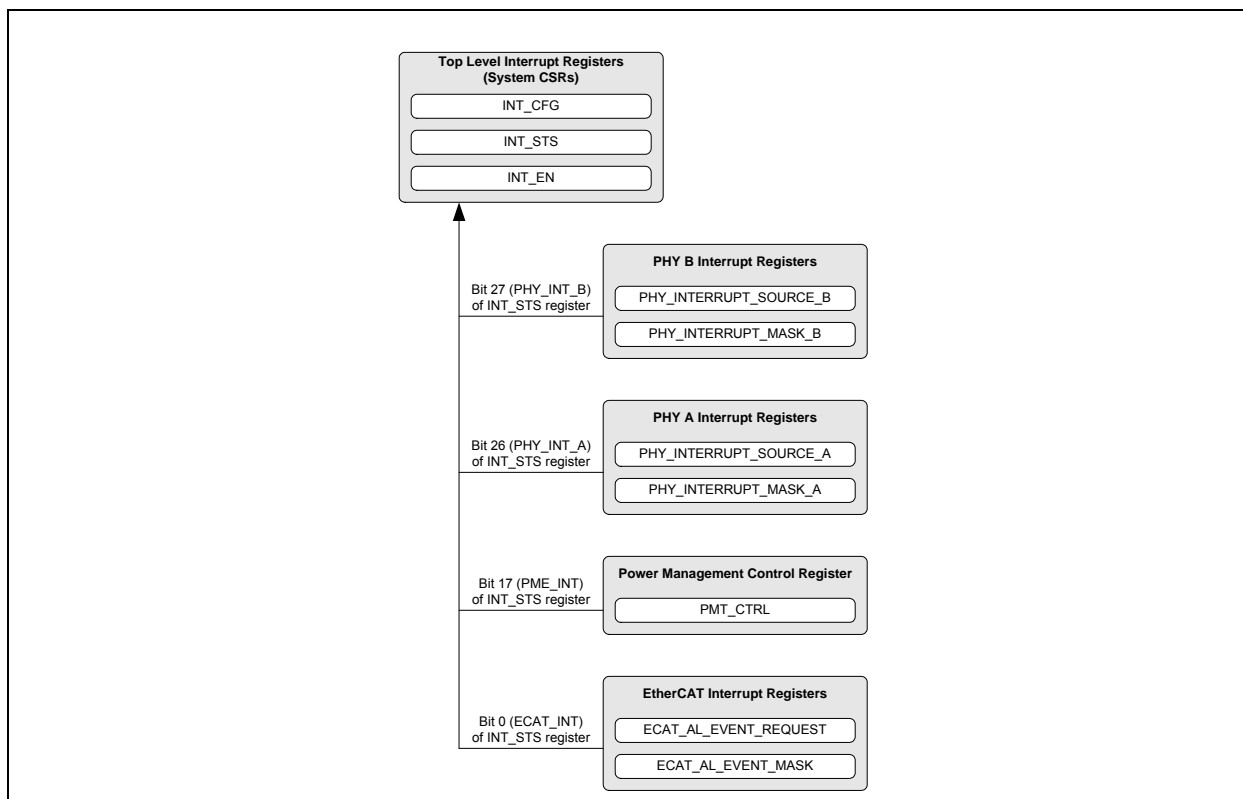 Top Level Interrupt Registers
(System CSRs)
INT_CFG
INT_STS
INT_EN
PHY B Interrupt Registers
Bit 27 (PHY_INT_B)
of INT_STS register
PHY_INTERRUPT_SOURCE_B
PHY_INTERRUPT_MASK_B
PHY A Interrupt Registers
Bit 26 (PHY_INT_A)
of INT_STS register
PHY_INTERRUPT_SOURCE_A
PHY_INTERRUPT_MASK_A
Power Management Control Register
Bit 17 (PME_INT)
of INT_STS register
PMT_CTRL
EtherCAT Interrupt Registers
Bit 0 (ECAT_INT)
of INT_STS register
ECAT_AL_EVENT_REQUEST
ECAT_AL_EVENT_MASK